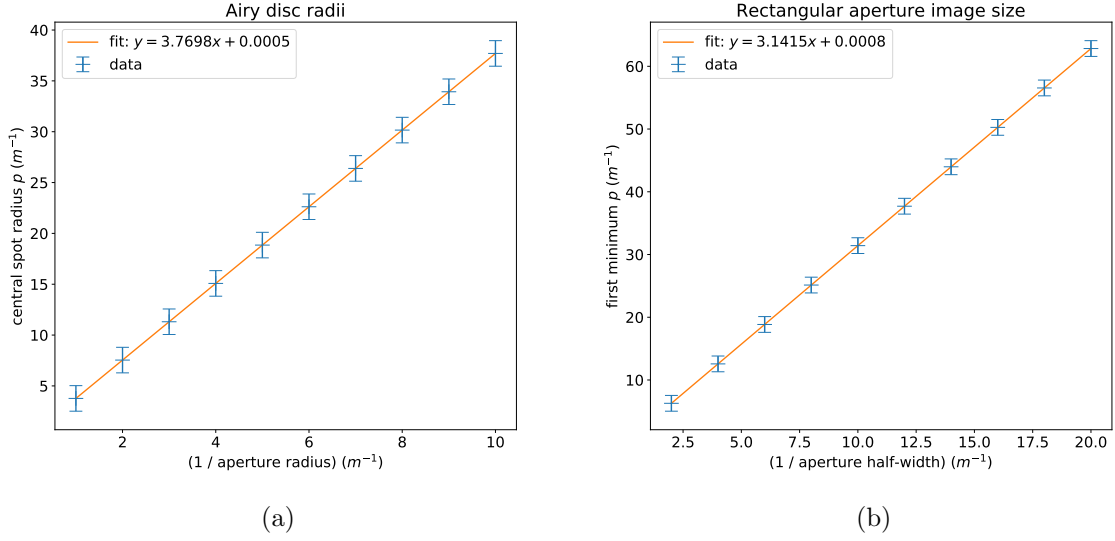 Airy disc radii
fit: y = 3.7698x + 0.0005
data
40
35
30
25
20
15
10
5
central spot radius p (m⁻¹)
2 4 6 8 10
(1 / aperture radius) (m⁻¹)
(a)
Rectangular aperture image size
fit: y = 3.1415x + 0.0008
data
60
50
40
30
20
10
first minimum p (m⁻¹)
2.5 5.0 7.5 10.0 12.5 15.0 17.5 20.0
(1 / aperture half-width) (m⁻¹)
(b)